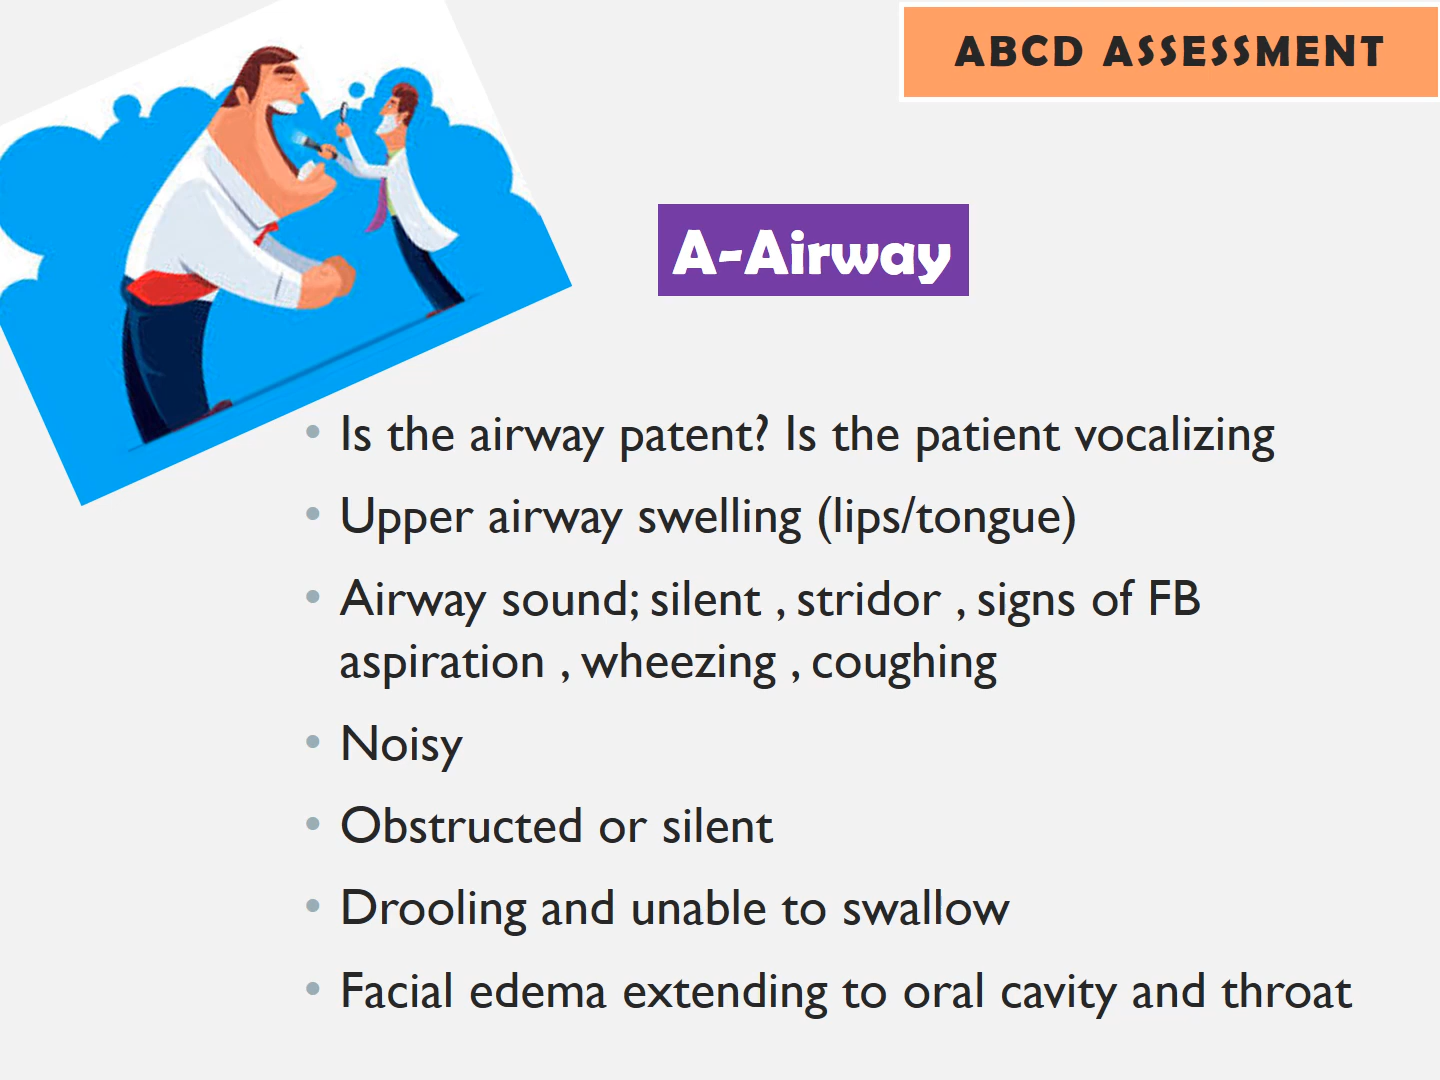 ABCD ASSESSMENT
A-Airway
• Is the airway patent? Is the patient vocalizing
• Upper airway swelling (lips/tongue)
• Airway sound; silent , stridor , signs of FB
aspiration , wheezing , coughing
• Noisy
• Obstructed or silent
• Drooling and unable to swallow
• Facial edema extending to oral cavity and throat